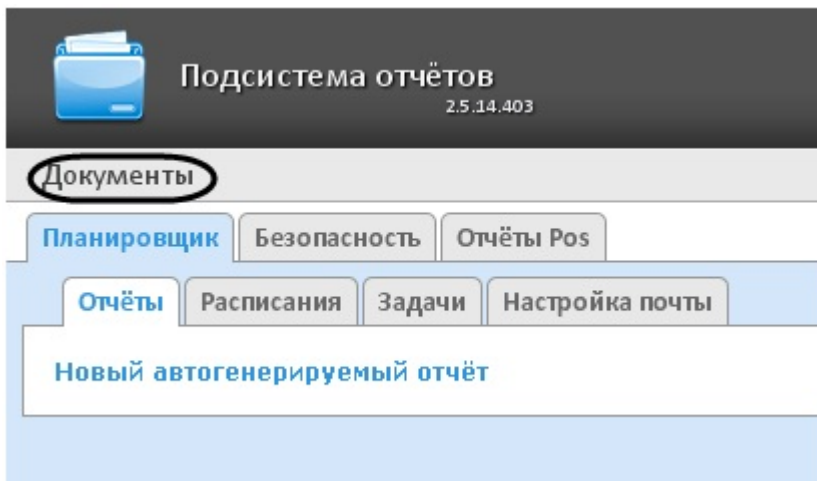 Подсистема отчётов
2.5.14.403
Документы
Планировщик Безопасность Отчёты Pos
Отчёты Расписания Задачи Настройка почты
Новый автогенерируемый отчёт